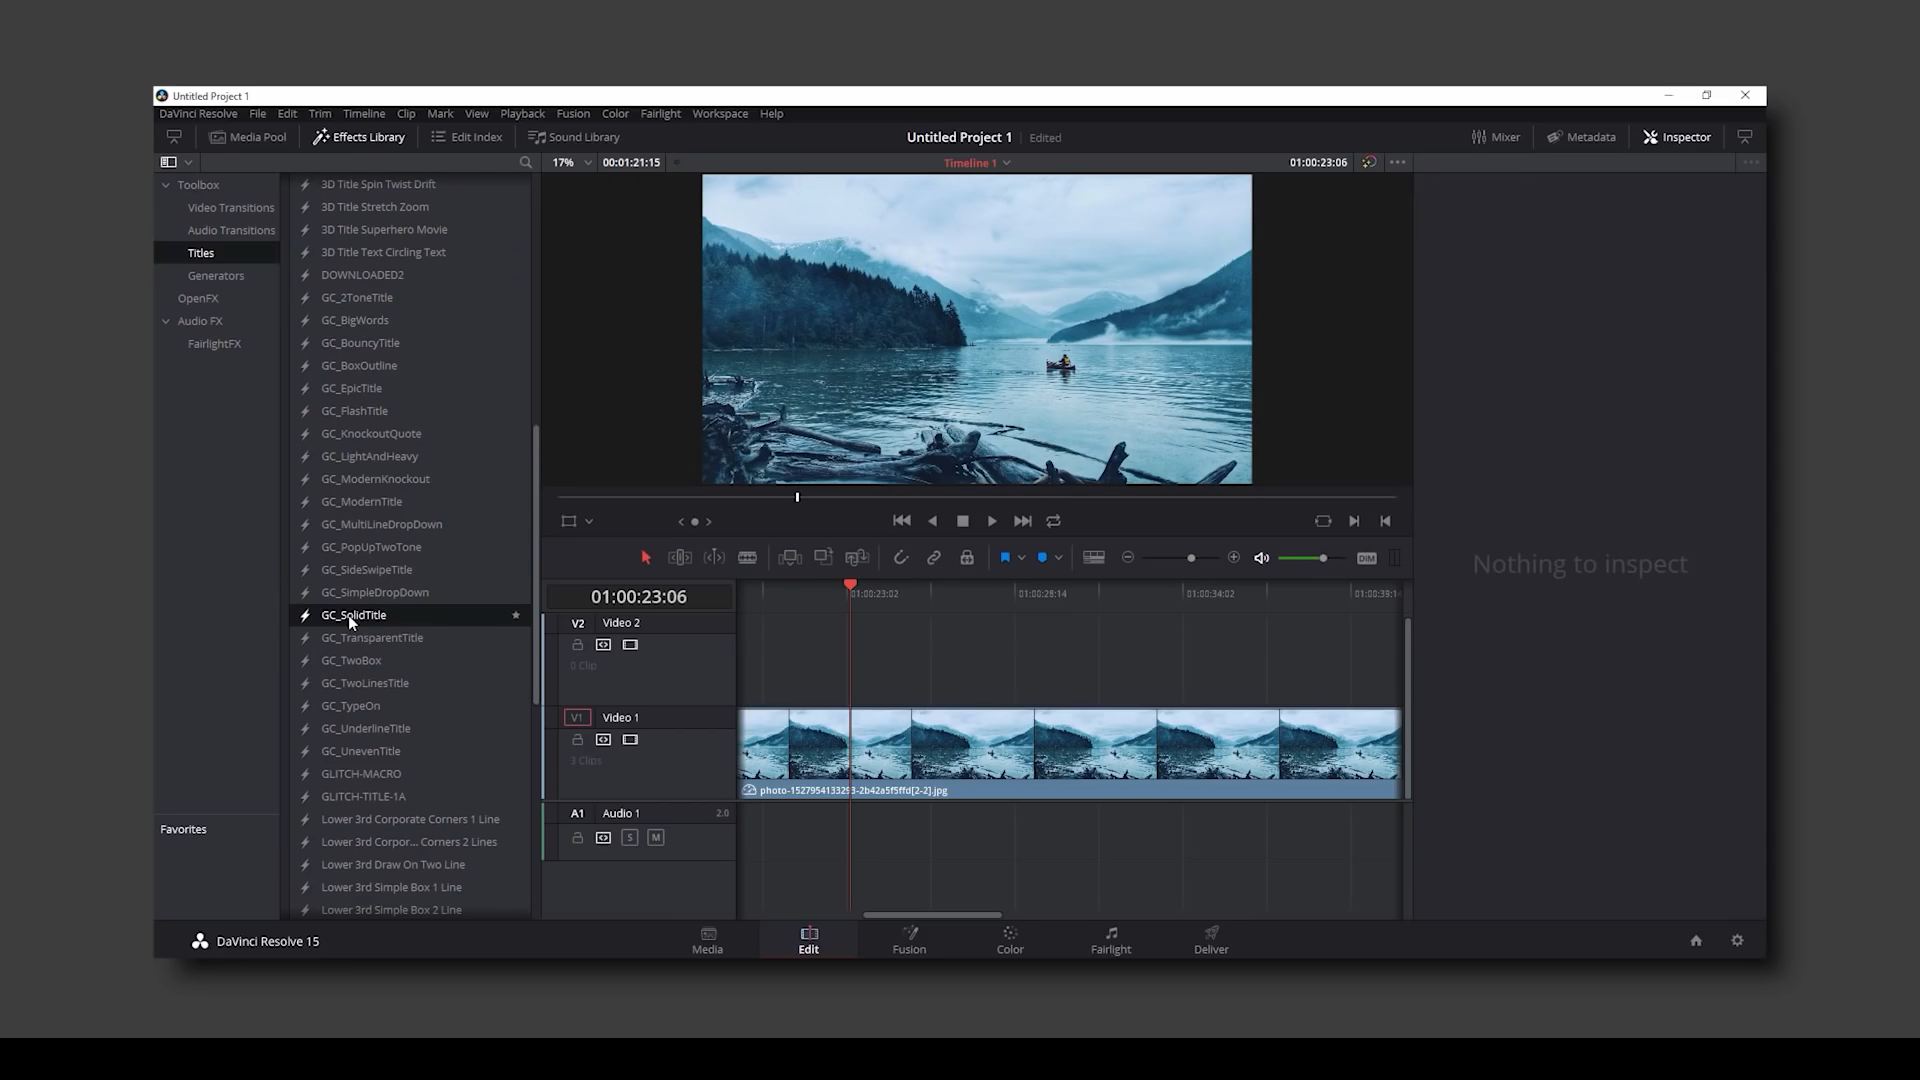 Untitled Project 1
DaVinci Resolve File Edit Trim Timeline Clip Mark View Playback Fusion Color Fairlight Workspace Help
Media Pool Effects Library Edit Index Sound Library Untitled Project 1 Edited Mixer Metadata Inspector
17% 00:01:21:15 Timeline 1 01:00:23:06
Toolbox
Video Transitions
Audio Transitions
Titles
Generators
OpenFX
Audio FX
FairlightFX
Favorites
3D Title Spin Twist Drift
3D Title Stretch Zoom
3D Title Superhero Movie
3D Title Text Circling Text
DOWNLOADED2
GC_2ToneTitle
GC_BigWords
GC_BouncyTitle
GC_BoxOutline
GC_EpicTitle
GC_FlashTitle
GC_KnockoutQuote
GC_LightAndHeavy
GC_ModernKnockout
GC_ModernTitle
GC_MultiLineDropDown
GC_PopUpTwoTone
GC_SideSwipeTitle
GC_SimpleDropDown
GC_SolidTitle
GC_TransparentTitle
GC_TwoBox
GC_TwoLinesTitle
GC_TypeOn
GC_UnderlineTitle
GC_UnevenTitle
GLITCH-MACRO
GLITCH-TITLE-1A
Lower 3rd Corporate Corners 1 Line
Lower 3rd Corpor... Corners 2 Lines
Lower 3rd Draw On Two Line
Lower 3rd Simple Box 1 Line
Lower 3rd Simple Box 2 Line
Nothing to inspect
DIM
01:00:23:06
01:00:23:02 01:00:28:14 01:00:34:02 01:00:39:1
V2 Video 2
0 Clip
V1 Video 1
3 Clips
A1 Audio 1 2.0
S M
DaVinci Resolve 15
Media Edit Fusion Color Fairlight Deliver